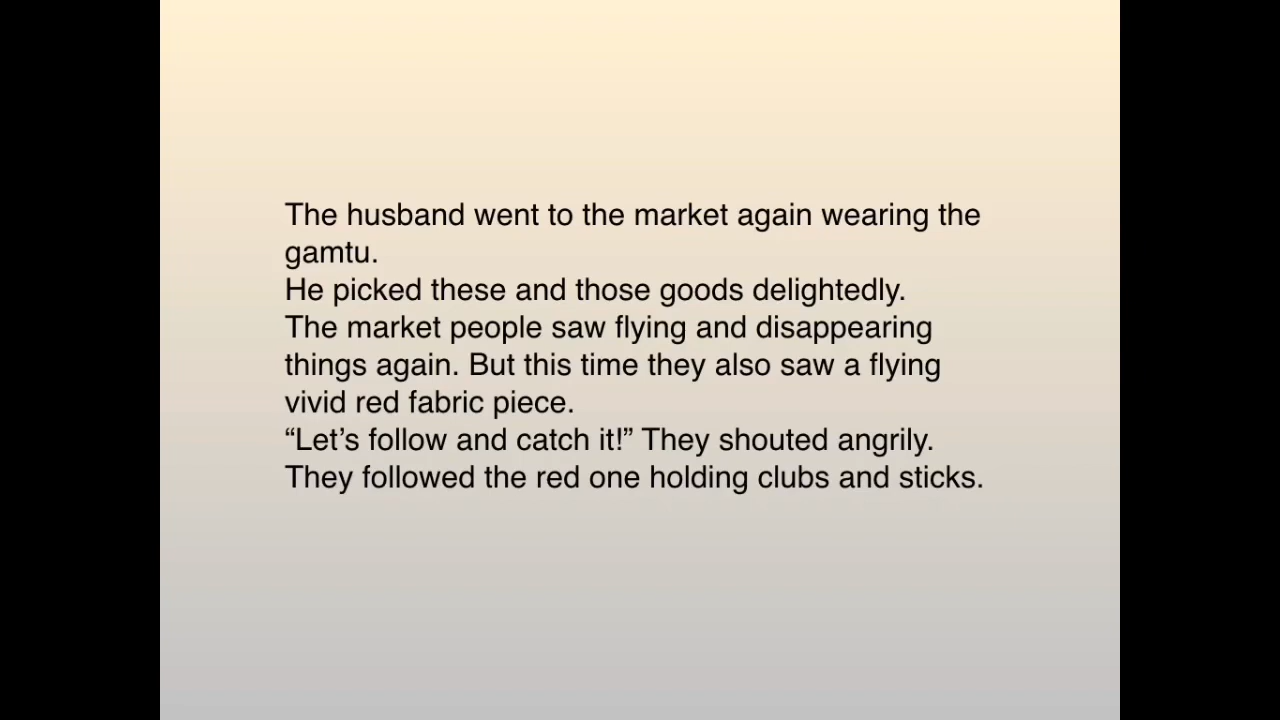 The husband went to the market again wearing the
gamtu.
He picked these and those goods delightedly.
The market people saw flying and disappearing
things again. But this time they also saw a flying
vivid red fabric piece.
“Let’s follow and catch it!” They shouted angrily.
They followed the red one holding clubs and sticks.